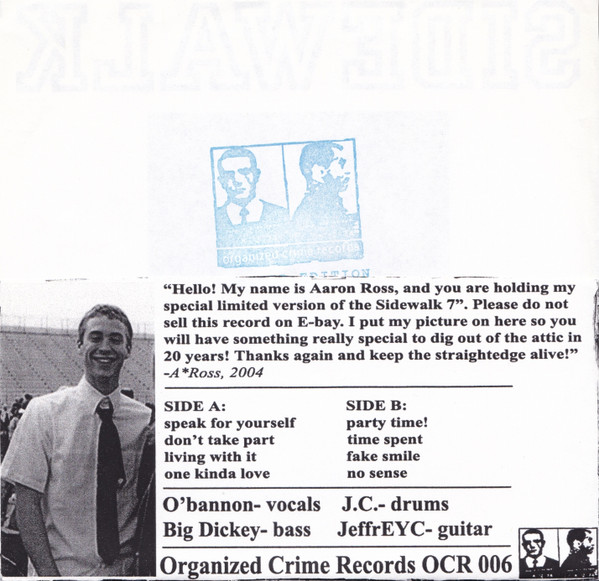 SIDEWALK
organized crime records
EDITION
“Hello! My name is Aaron Ross, and you are holding my
special limited version of the Sidewalk 7”. Please do not
sell this record on E-bay. I put my picture on here so you
will have something really special to dig out of the attic in
20 years! Thanks again and keep the straightedge alive!”
-A*Ross, 2004
SIDE A:
speak for yourself
don’t take part
living with it
one kinda love
SIDE B:
party time!
time spent
fake smile
no sense
O’bannon- vocals J.C.- drums
Big Dickey- bass JeffrEYC- guitar
Organized Crime Records OCR 006